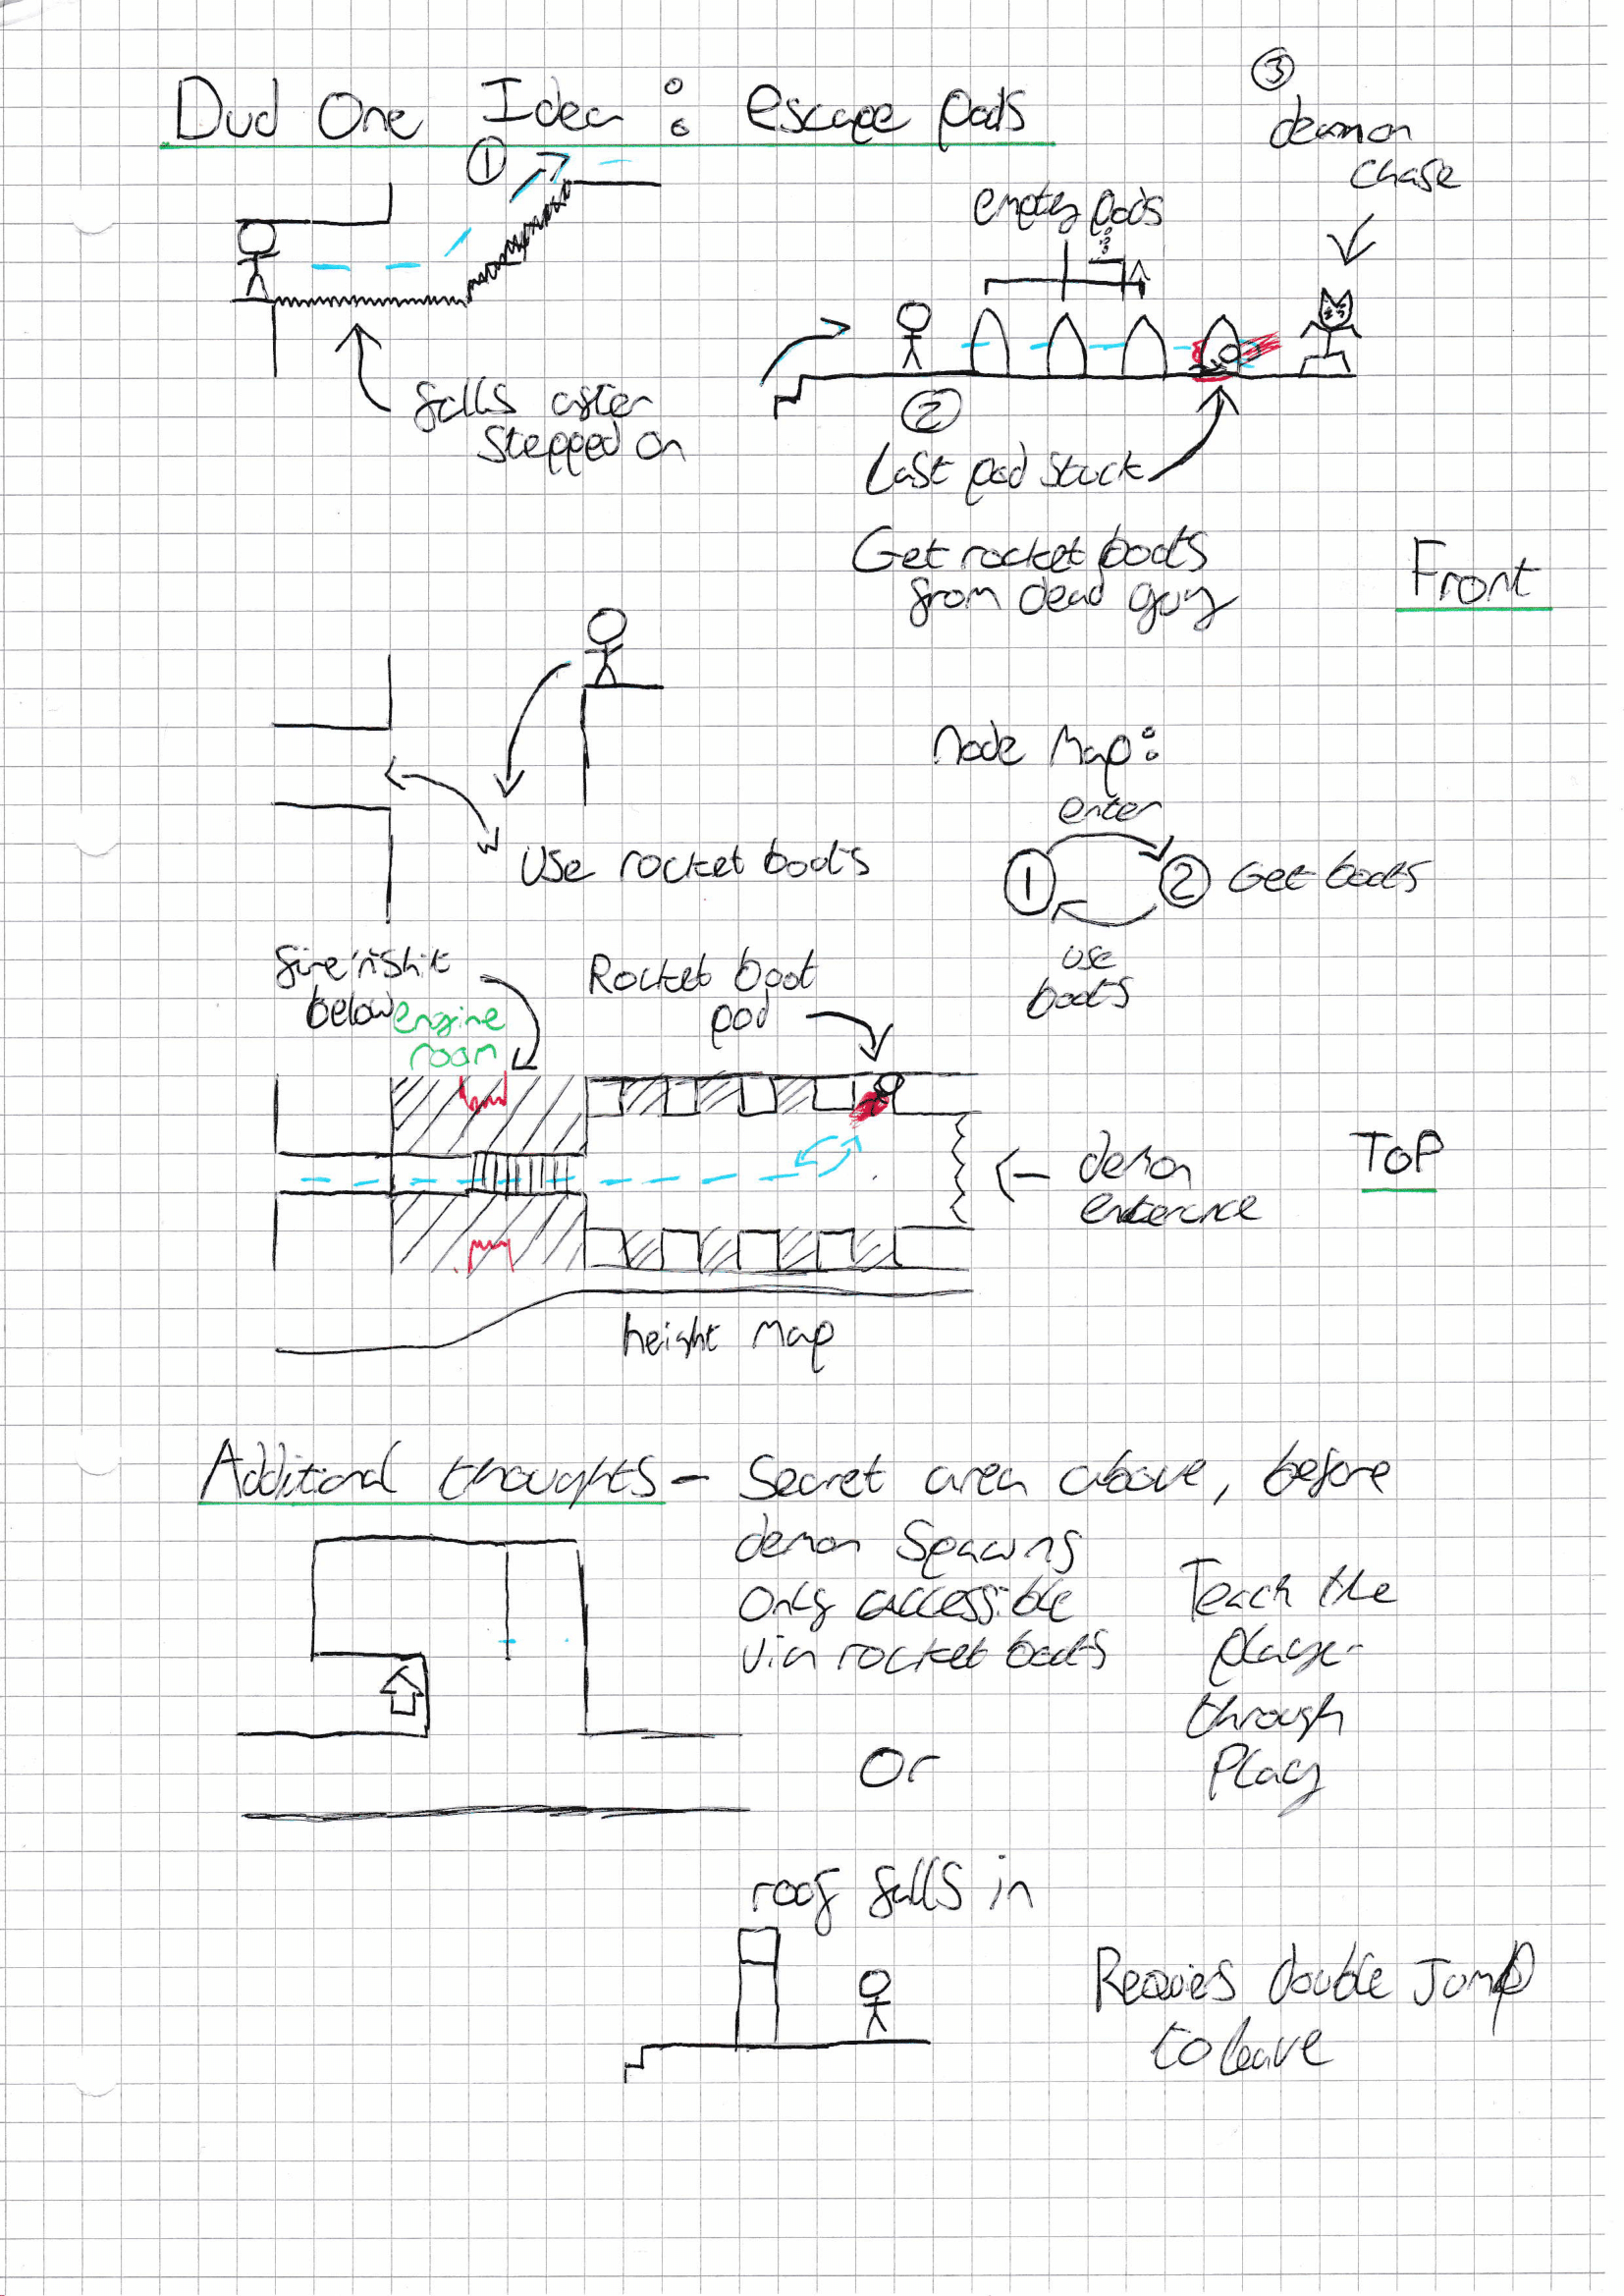 Dud One Idea : escape pods
①
③
deamon
chase
empty pods
falls after
stepped on
②
Last pod stuck
Get rocket boots
from dead guy
Front
Use rocket boots
Node Map:
enter
① ② Get boots
use
boots
fire 'n' shit
below
engine
room
Rocket boot
pod
demon
enterence
TOP
height map
Additional thoughts - Secret area above, before
demon spawns
only accessible
via rocket boots
Teach the
player
through
play
Or
roof falls in
Requies double jump
to leave